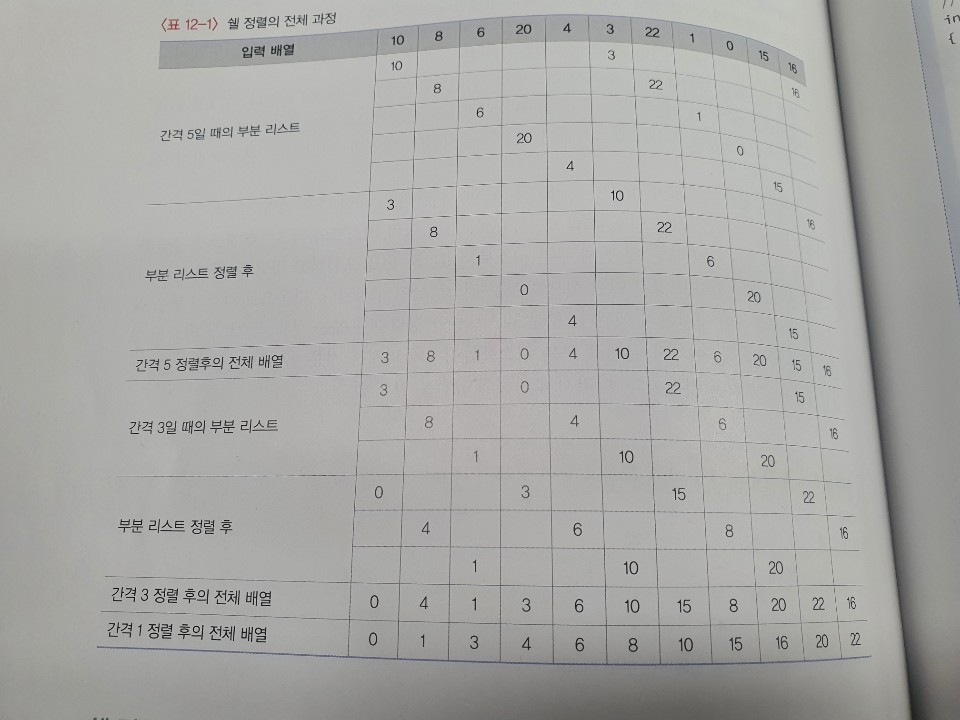 〈표 12-1〉 쉘 정렬의 전체 과정
입력 배열 10 8 6 20 4 3 22 1 0 15 16
10 3 16
8 22
간격 5일 때의 부분 리스트 6 1
20 0
4 15
3 10 16
8 22
부분 리스트 정렬 후 1 6
0 20
4 15
간격 5 정렬후의 전체 배열 3 8 1 0 4 10 22 6 20 15 16
3 0 22 15
간격 3일 때의 부분 리스트 8 4 6 16
1 10 20
0 3 15 22
부분 리스트 정렬 후 4 6 8 16
1 10 20
간격 3 정렬 후의 전체 배열 0 4 1 3 6 10 15 8 20 22 16
간격 1 정렬 후의 전체 배열 0 1 3 4 6 8 10 15 16 20 22
//
in
{